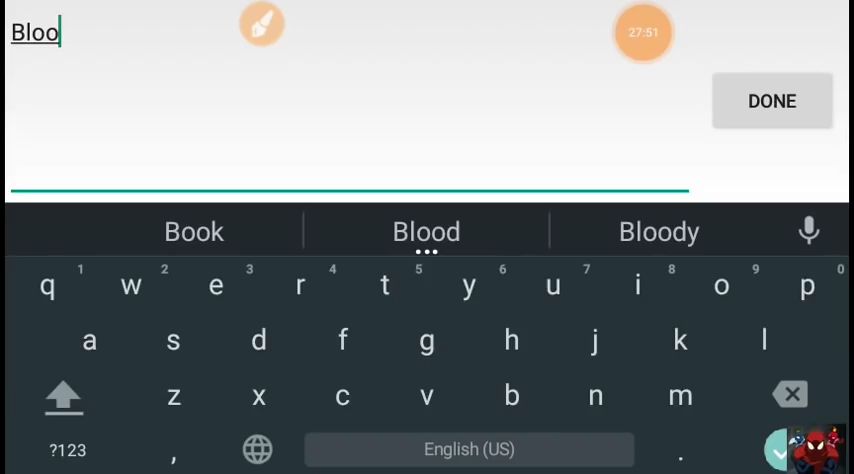 Bloo
27:51
DONE
Book Blood Bloody
1 2 3 4 5 6 7 8 9 0
q w e r t y u i o p
a s d f g h j k l
z x c v b n m
?123 , English (US) .